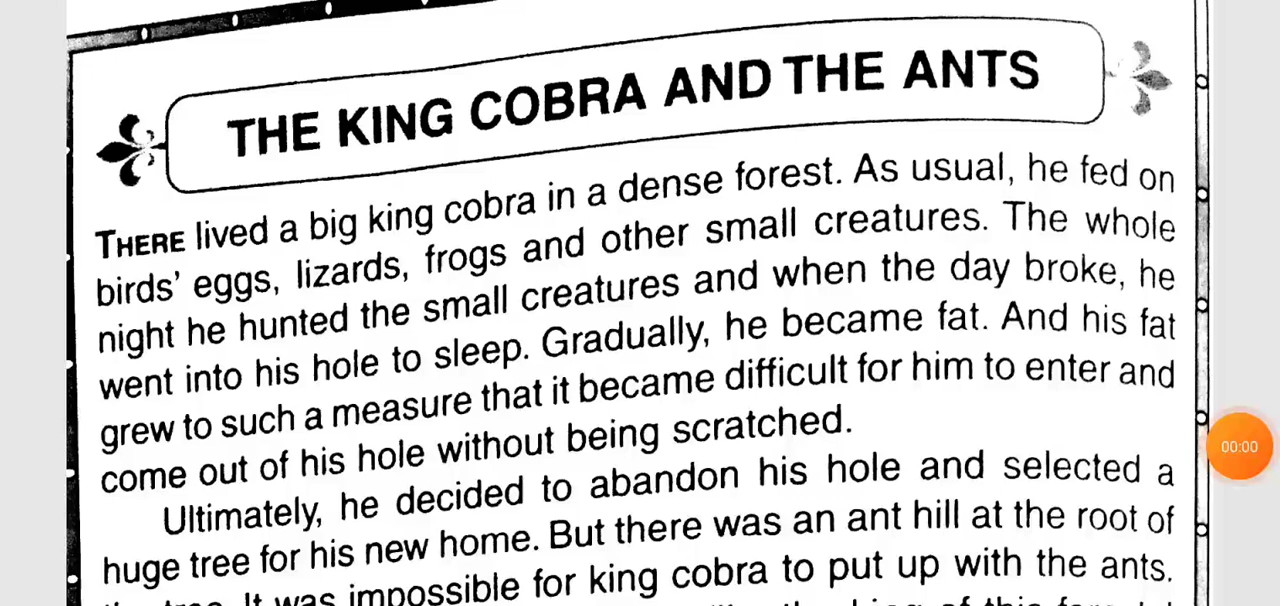 THE KING COBRA AND THE ANTS
THERE lived a big king cobra in a dense forest. As usual, he fed on
birds' eggs, lizards, frogs and other small creatures. The whole
night he hunted the small creatures and when the day broke, he
went into his hole to sleep. Gradually, he became fat. And his fat
grew to such a measure that it became difficult for him to enter and
come out of his hole without being scratched.
Ultimately, he decided to abandon his hole and selected a
huge tree for his new home. But there was an ant hill at the root of
the tree. It was impossible for king cobra to put up with the ants.
00:00